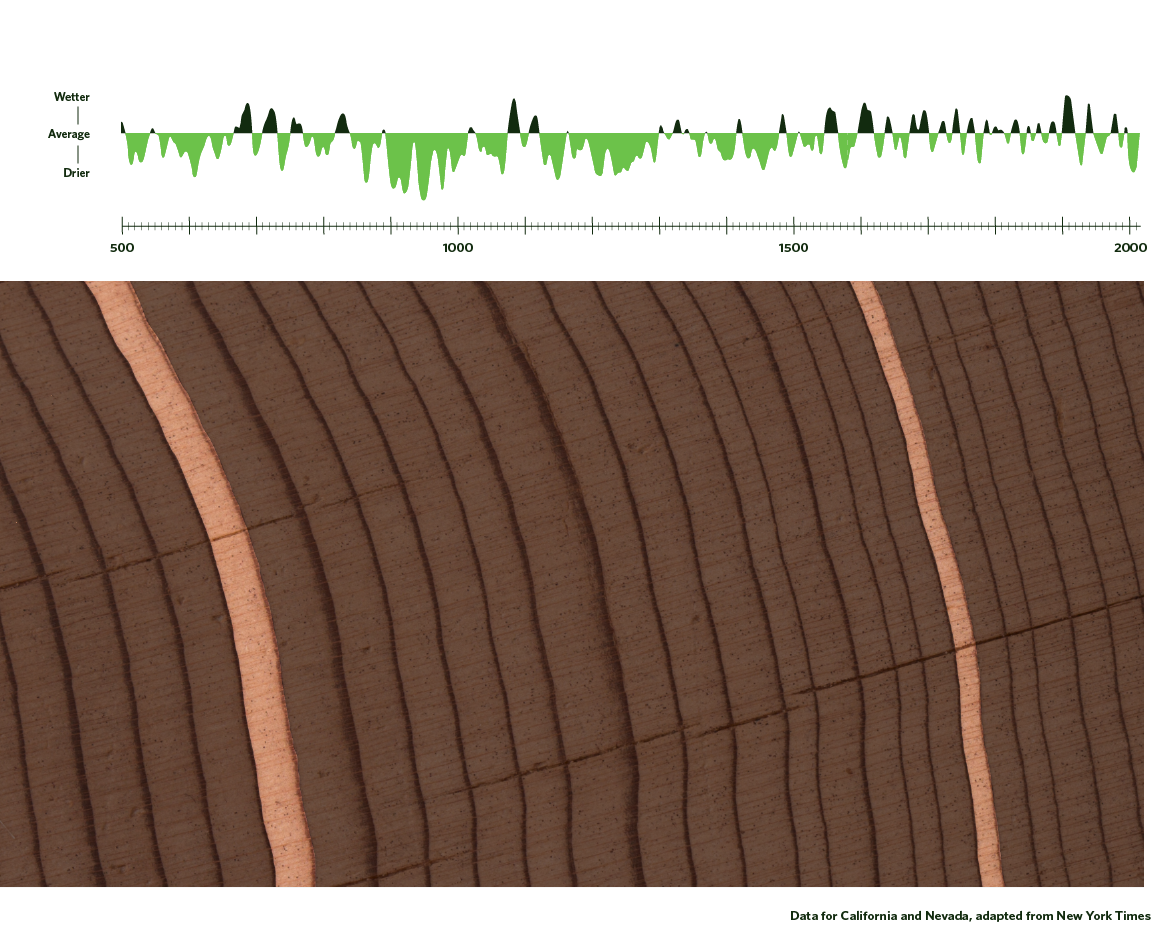 Wetter
Average
Drier
500
1000
1500
2000
Data for California and Nevada, adapted from New York Times